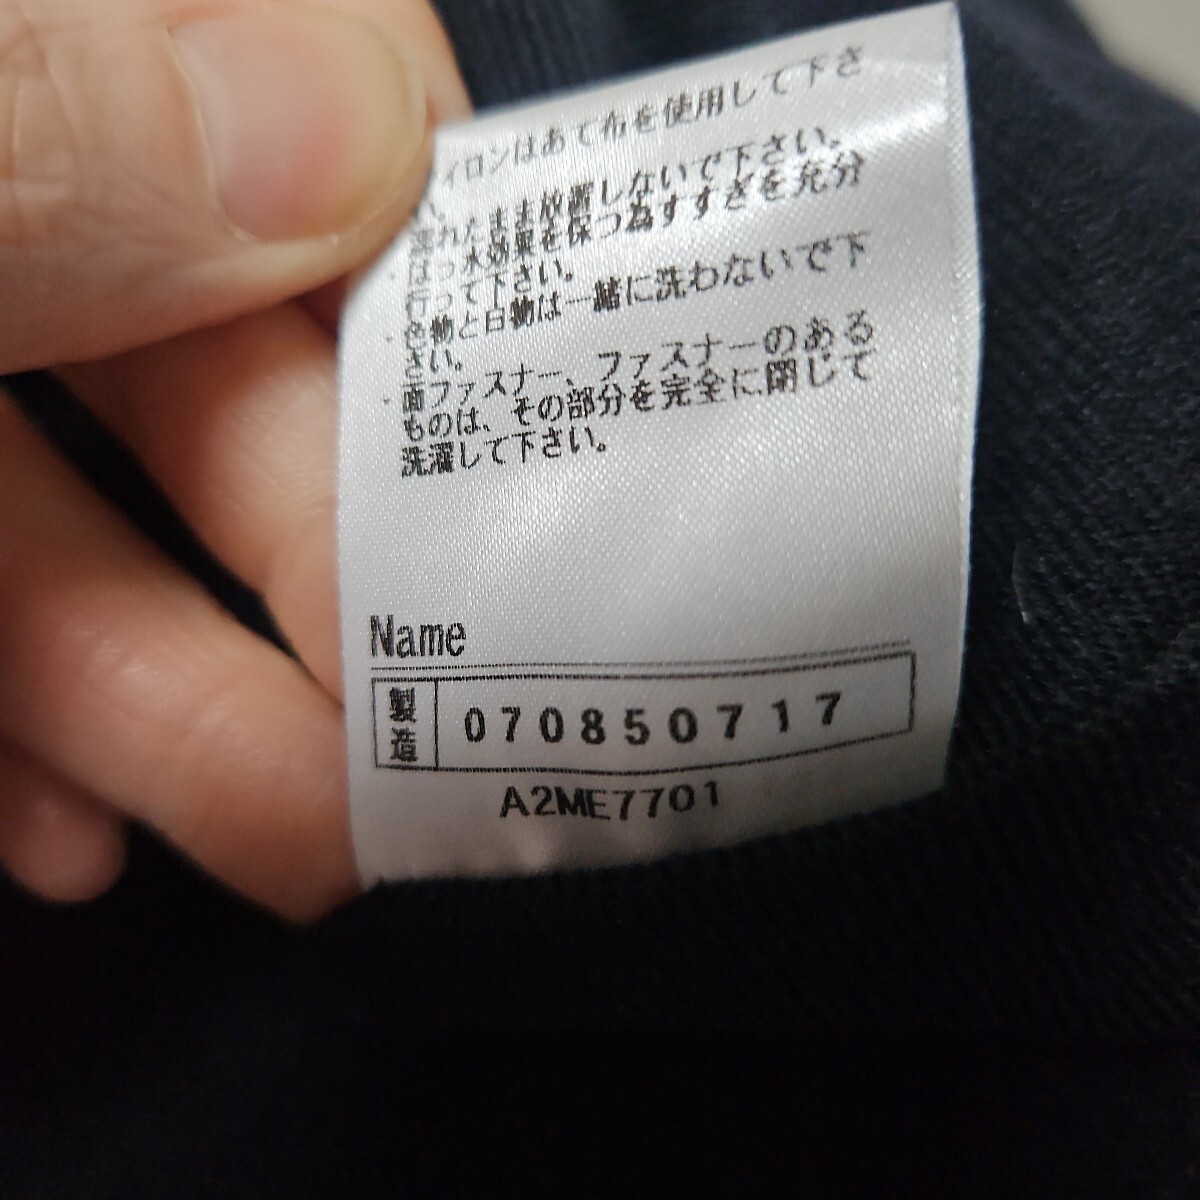 イロンはあて布を使用して下さ
い。
れたまま放置しないで下さい。
はっ水効果を保つ為すすぎを充分
行って下さい。
物と白物は一緒に洗わないで下
さい。
面ファスナー、ファスナーのある
ものは、その部分を完全に閉じて
洗濯して下さい。
Name
製造 070850717
A2ME7701